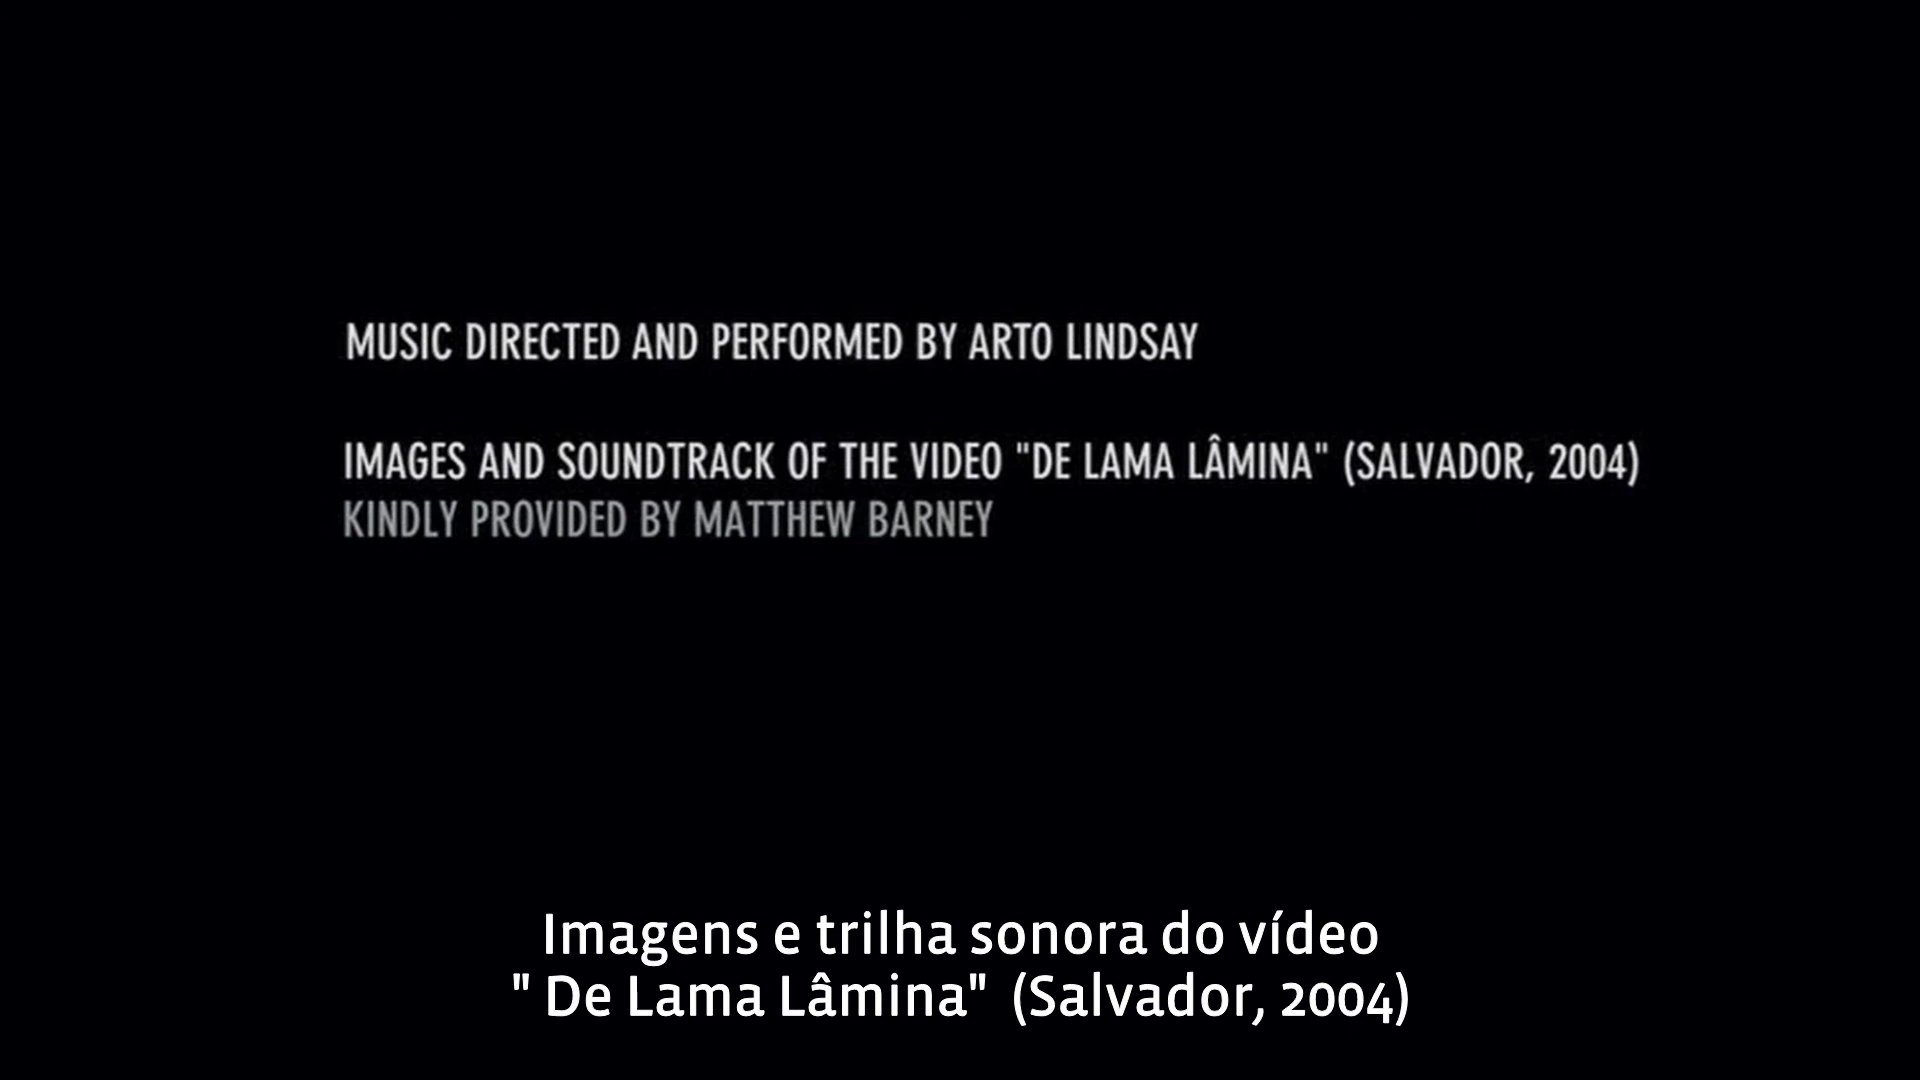 MUSIC DIRECTED AND PERFORMED BY ARTO LINDSAY
IMAGES AND SOUNDTRACK OF THE VIDEO "DE LAMA LÂMINA" (SALVADOR, 2004)
KINDLY PROVIDED BY MATTHEW BARNEY
Imagens e trilha sonora do vídeo
" De Lama Lâmina" (Salvador, 2004)